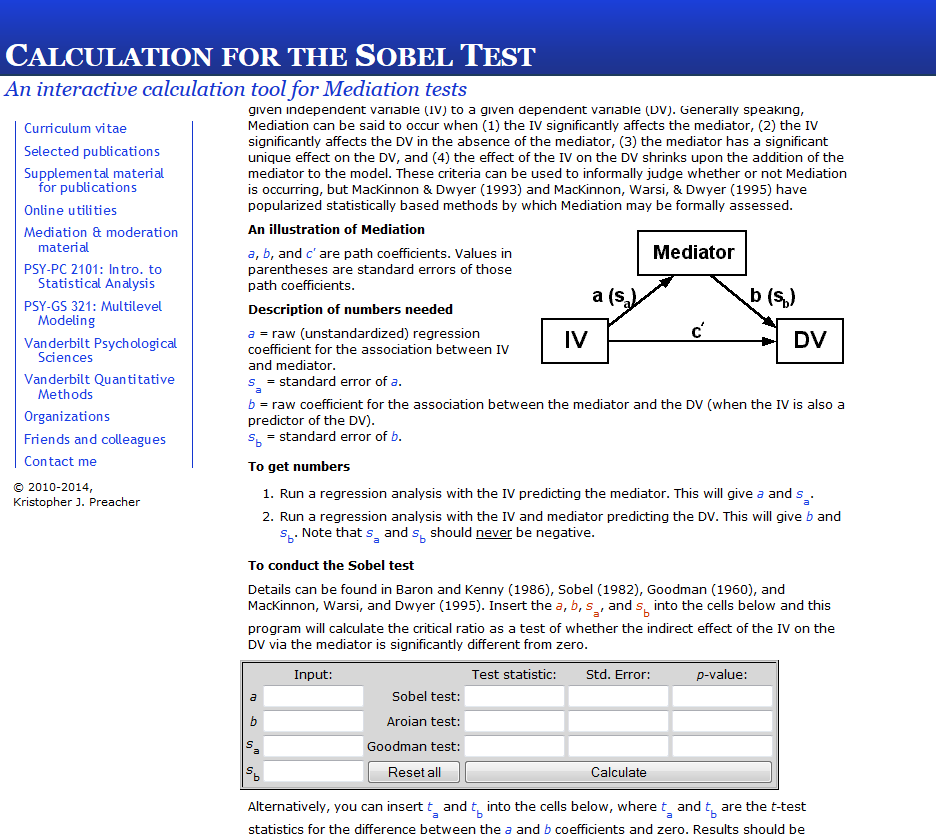 CALCULATION FOR THE SOBEL TEST
An interactive calculation tool for Mediation tests
Curriculum vitae
Selected publications
Supplemental material
for publications
Online utilities
Mediation & moderation
material
PSY-PC 2101: Intro. to
Statistical Analysis
PSY-GS 321: Multilevel
Modeling
Vanderbilt Psychological
Sciences
Vanderbilt Quantitative
Methods
Organizations
Friends and colleagues
Contact me
© 2010-2014,
Kristopher J. Preacher
given independent variable (IV) to a given dependent variable (DV). Generally speaking,
Mediation can be said to occur when (1) the IV significantly affects the mediator, (2) the IV
significantly affects the DV in the absence of the mediator, (3) the mediator has a significant
unique effect on the DV, and (4) the effect of the IV on the DV shrinks upon the addition of the
mediator to the model. These criteria can be used to informally judge whether or not Mediation
is occurring, but MacKinnon & Dwyer (1993) and MacKinnon, Warsi, & Dwyer (1995) have
popularized statistically based methods by which Mediation may be formally assessed.
An illustration of Mediation
a, b, and c' are path coefficients. Values in
parentheses are standard errors of those
path coefficients.
Mediator
a (sa)
b (sb)
IV
c'
DV
Description of numbers needed
a = raw (unstandardized) regression
coefficient for the association between IV
and mediator.
sa = standard error of a.
b = raw coefficient for the association between the mediator and the DV (when the IV is also a
predictor of the DV).
sb = standard error of b.
To get numbers
1. Run a regression analysis with the IV predicting the mediator. This will give a and sa.
2. Run a regression analysis with the IV and mediator predicting the DV. This will give b and
sb. Note that sa and sb should never be negative.
To conduct the Sobel test
Details can be found in Baron and Kenny (1986), Sobel (1982), Goodman (1960), and
MacKinnon, Warsi, and Dwyer (1995). Insert the a, b, sa, and sb into the cells below and this
program will calculate the critical ratio as a test of whether the indirect effect of the IV on the
DV via the mediator is significantly different from zero.
Input: Test statistic: Std. Error: p-value:
a Sobel test:
b Aroian test:
sa Goodman test:
sb Reset all Calculate
Alternatively, you can insert ta and tb into the cells below, where ta and tb are the t-test
statistics for the difference between the a and b coefficients and zero. Results should be